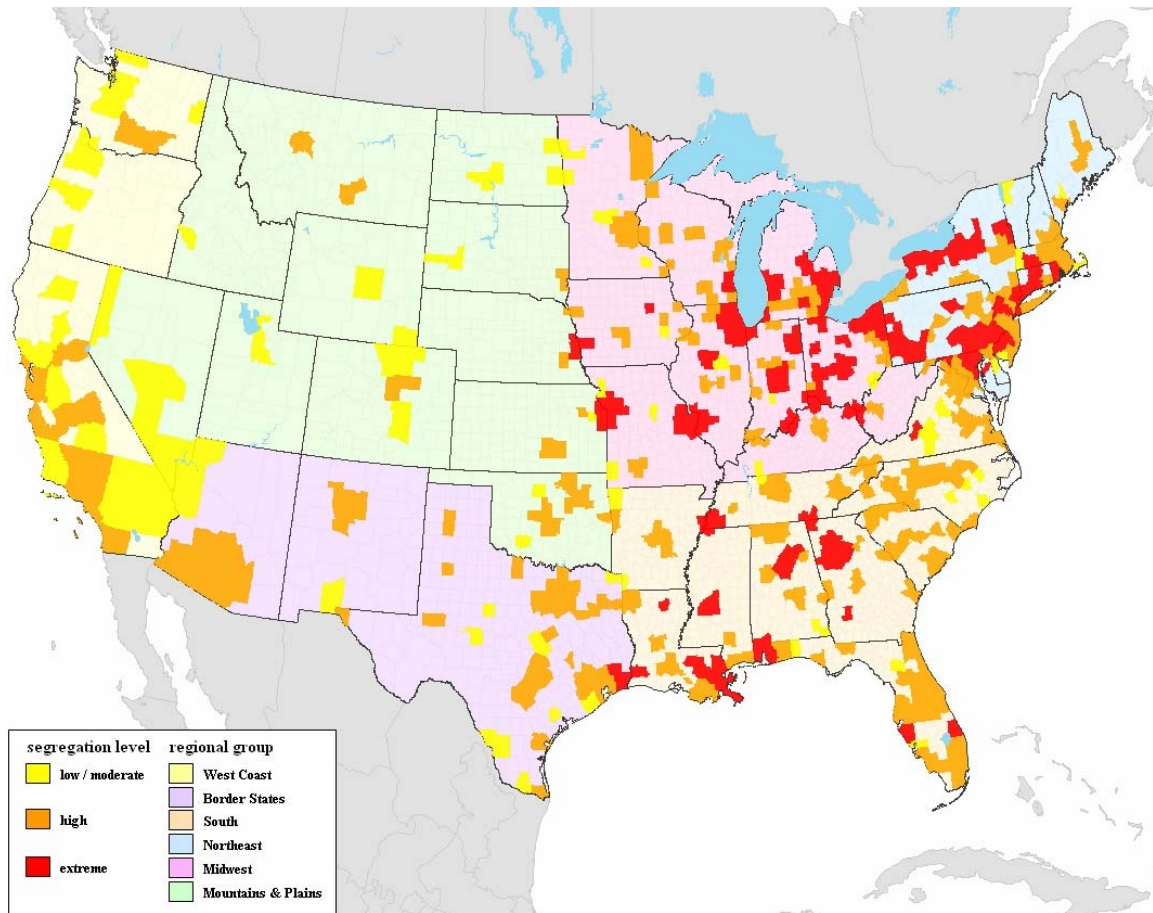 segregation level
low / moderate
high
extreme
regional group
West Coast
Border States
South
Northeast
Midwest
Mountains & Plains